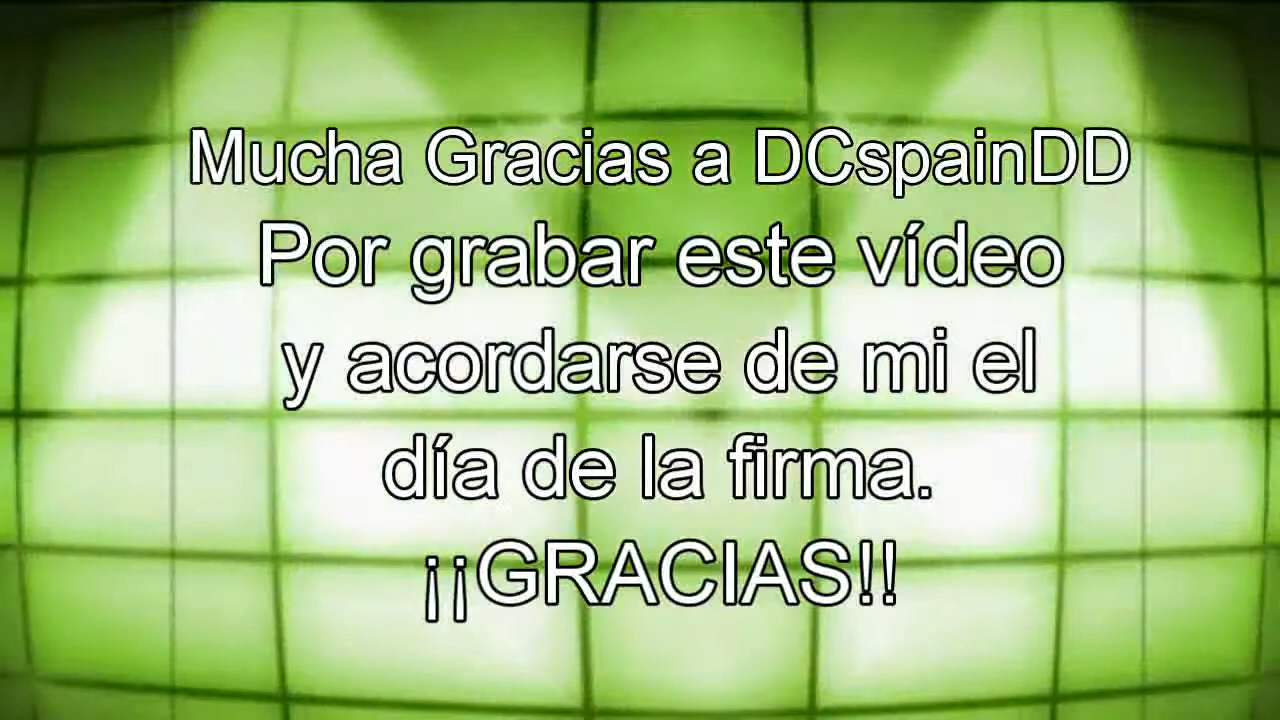 Mucha Gracias a DCspainDD
Por grabar este vídeo
y acordarse de mi el
día de la firma.
¡¡GRACIAS!!